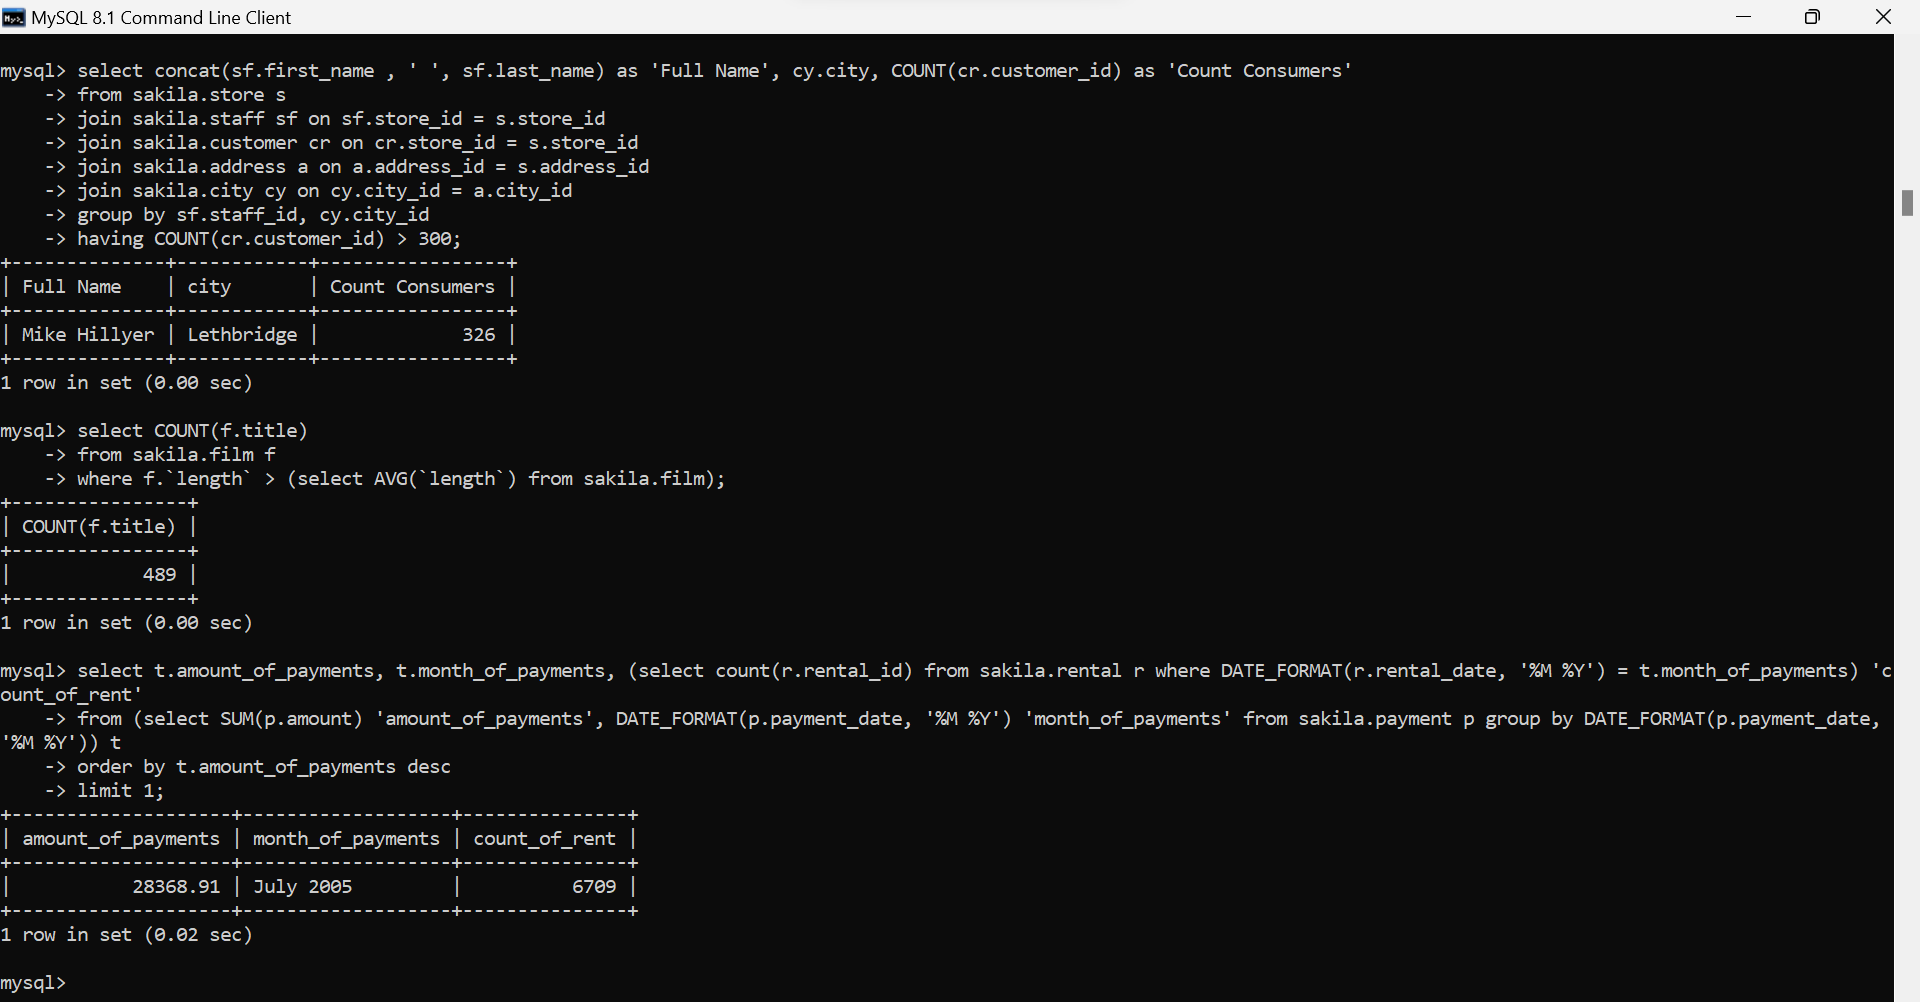 MySQL 8.1 Command Line Client
mysql> select concat(sf.first_name , ' ', sf.last_name) as 'Full Name', cy.city, COUNT(cr.customer_id) as 'Count Consumers'
    -> from sakila.store s
    -> join sakila.staff sf on sf.store_id = s.store_id
    -> join sakila.customer cr on cr.store_id = s.store_id
    -> join sakila.address a on a.address_id = s.address_id
    -> join sakila.city cy on cy.city_id = a.city_id
    -> group by sf.staff_id, cy.city_id
    -> having COUNT(cr.customer_id) > 300;
+--------------+------------+-----------------+
| Full Name    | city       | Count Consumers |
+--------------+------------+-----------------+
| Mike Hillyer | Lethbridge |             326 |
+--------------+------------+-----------------+
1 row in set (0.00 sec)
mysql> select COUNT(f.title)
    -> from sakila.film f
    -> where f.`length` > (select AVG(`length`) from sakila.film);
+----------------+
| COUNT(f.title) |
+----------------+
|            489 |
+----------------+
1 row in set (0.00 sec)
mysql> select t.amount_of_payments, t.month_of_payments, (select count(r.rental_id) from sakila.rental r where DATE_FORMAT(r.rental_date, '%M %Y') = t.month_of_payments) 'c
ount_of_rent'
    -> from (select SUM(p.amount) 'amount_of_payments', DATE_FORMAT(p.payment_date, '%M %Y') 'month_of_payments' from sakila.payment p group by DATE_FORMAT(p.payment_date,
'%M %Y')) t
    -> order by t.amount_of_payments desc
    -> limit 1;
+--------------------+-------------------+---------------+
| amount_of_payments | month_of_payments | count_of_rent |
+--------------------+-------------------+---------------+
|           28368.91 | July 2005         |          6709 |
+--------------------+-------------------+---------------+
1 row in set (0.02 sec)
mysql>